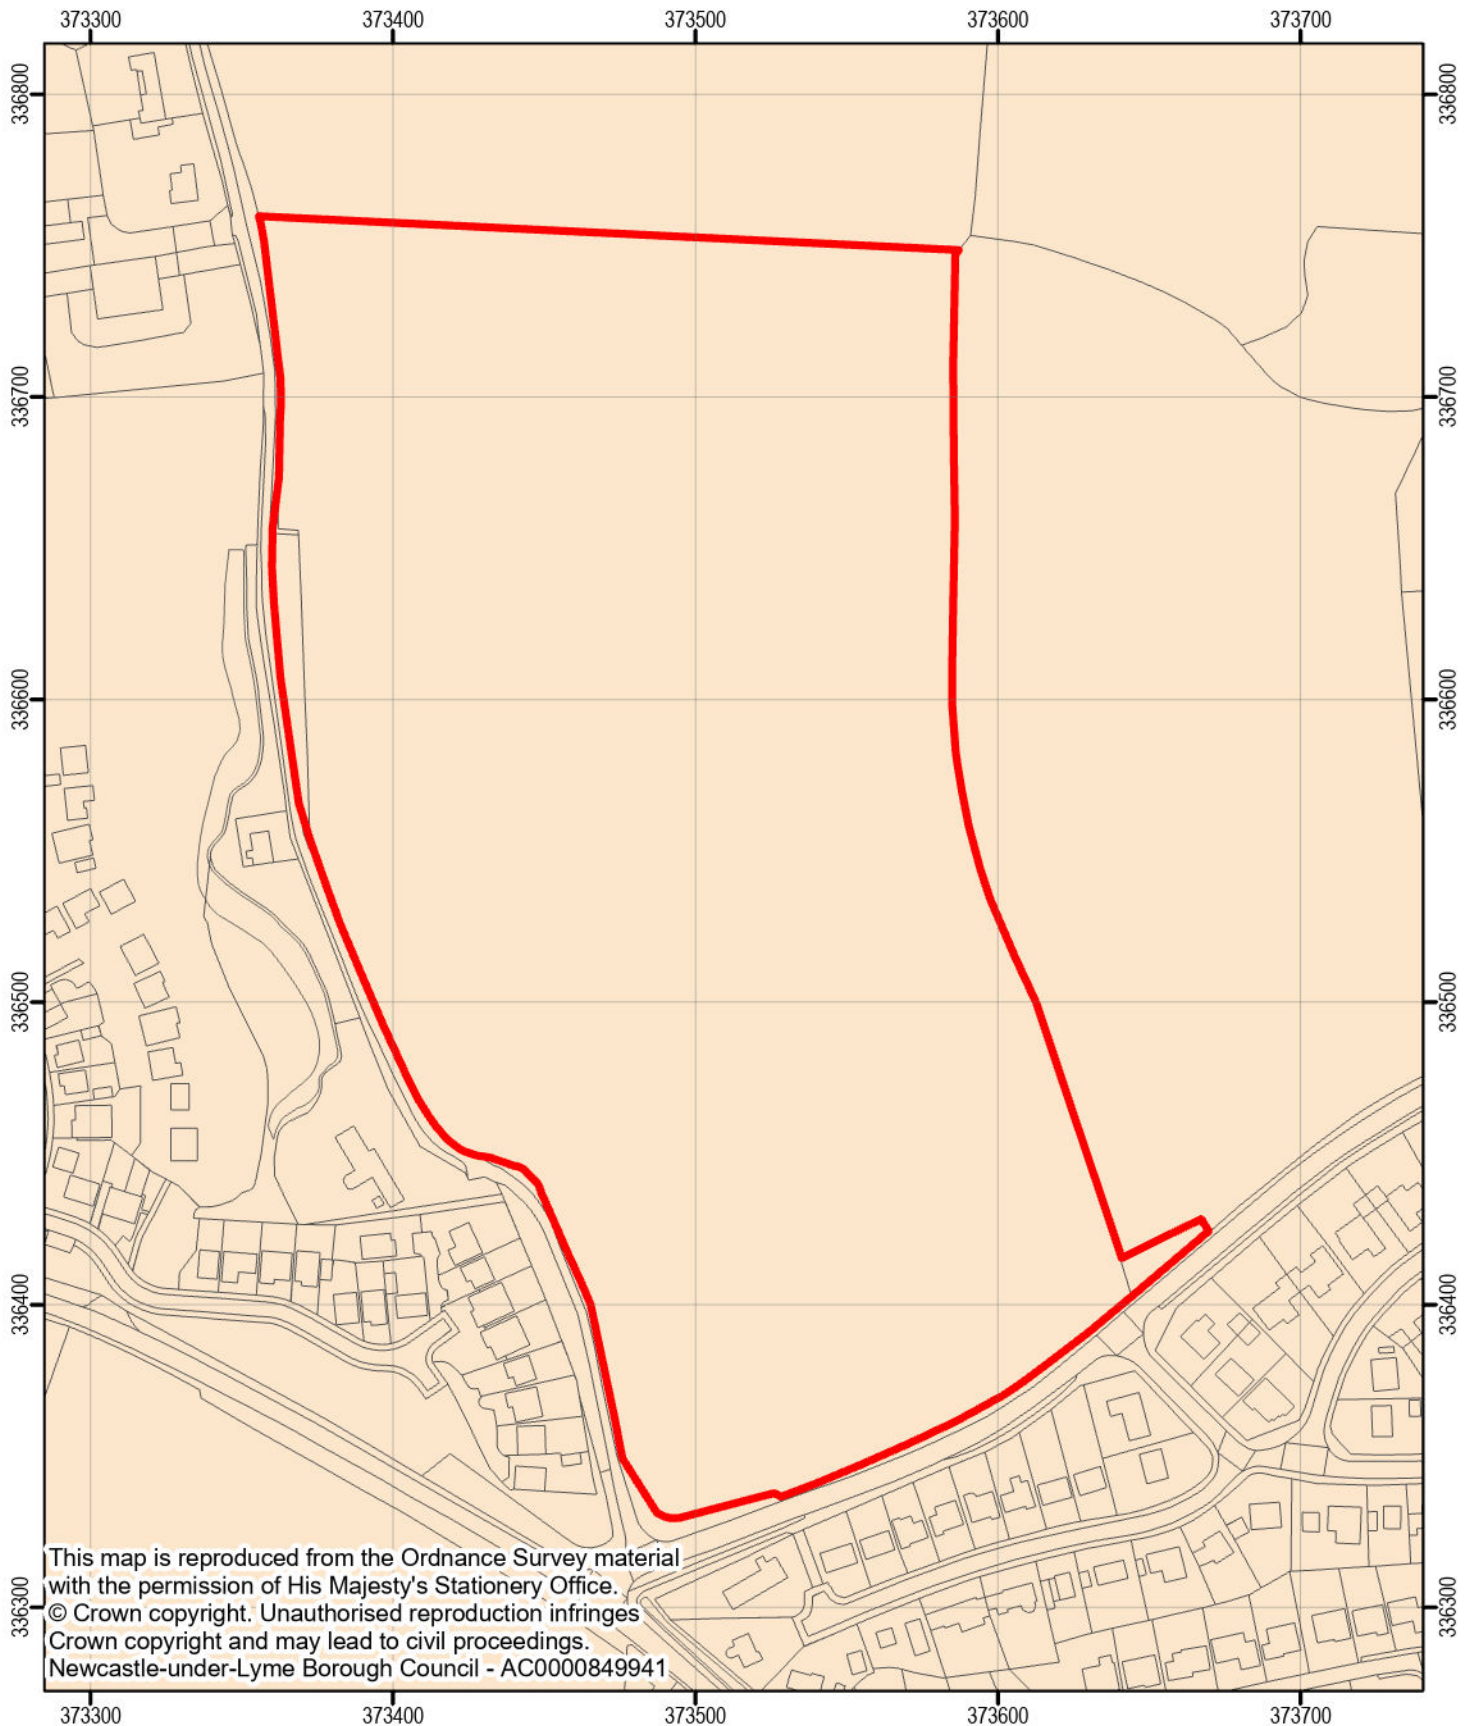 373300 373400 373500 373600 373700
336800 336800
336700 336700
336600 336600
336500 336500
336400 336400
336300 336300
This map is reproduced from the Ordnance Survey material
with the permission of His Majesty's Stationery Office.
© Crown copyright. Unauthorised reproduction infringes
Crown copyright and may lead to civil proceedings.
Newcastle-under-Lyme Borough Council - AC0000849941
373300 373400 373500 373600 373700